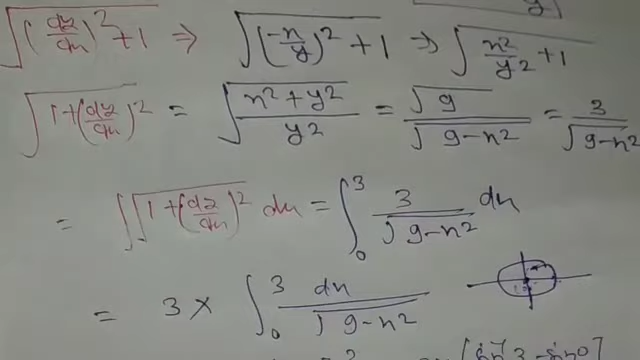 √((dy/dx)²+1) ⇒ √((-x/y)²+1) ⇒ √(x²/y²+1)
√(1+(dy/dx)²) = √((x²+y²)/y²) = √9/√(9-x²) = 3/√(9-x²)
= ∫√(1+(dy/dx)²) dx = ∫₀³ 3/√(9-x²) dx
= 3 × ∫₀³ dx/√(9-x²)